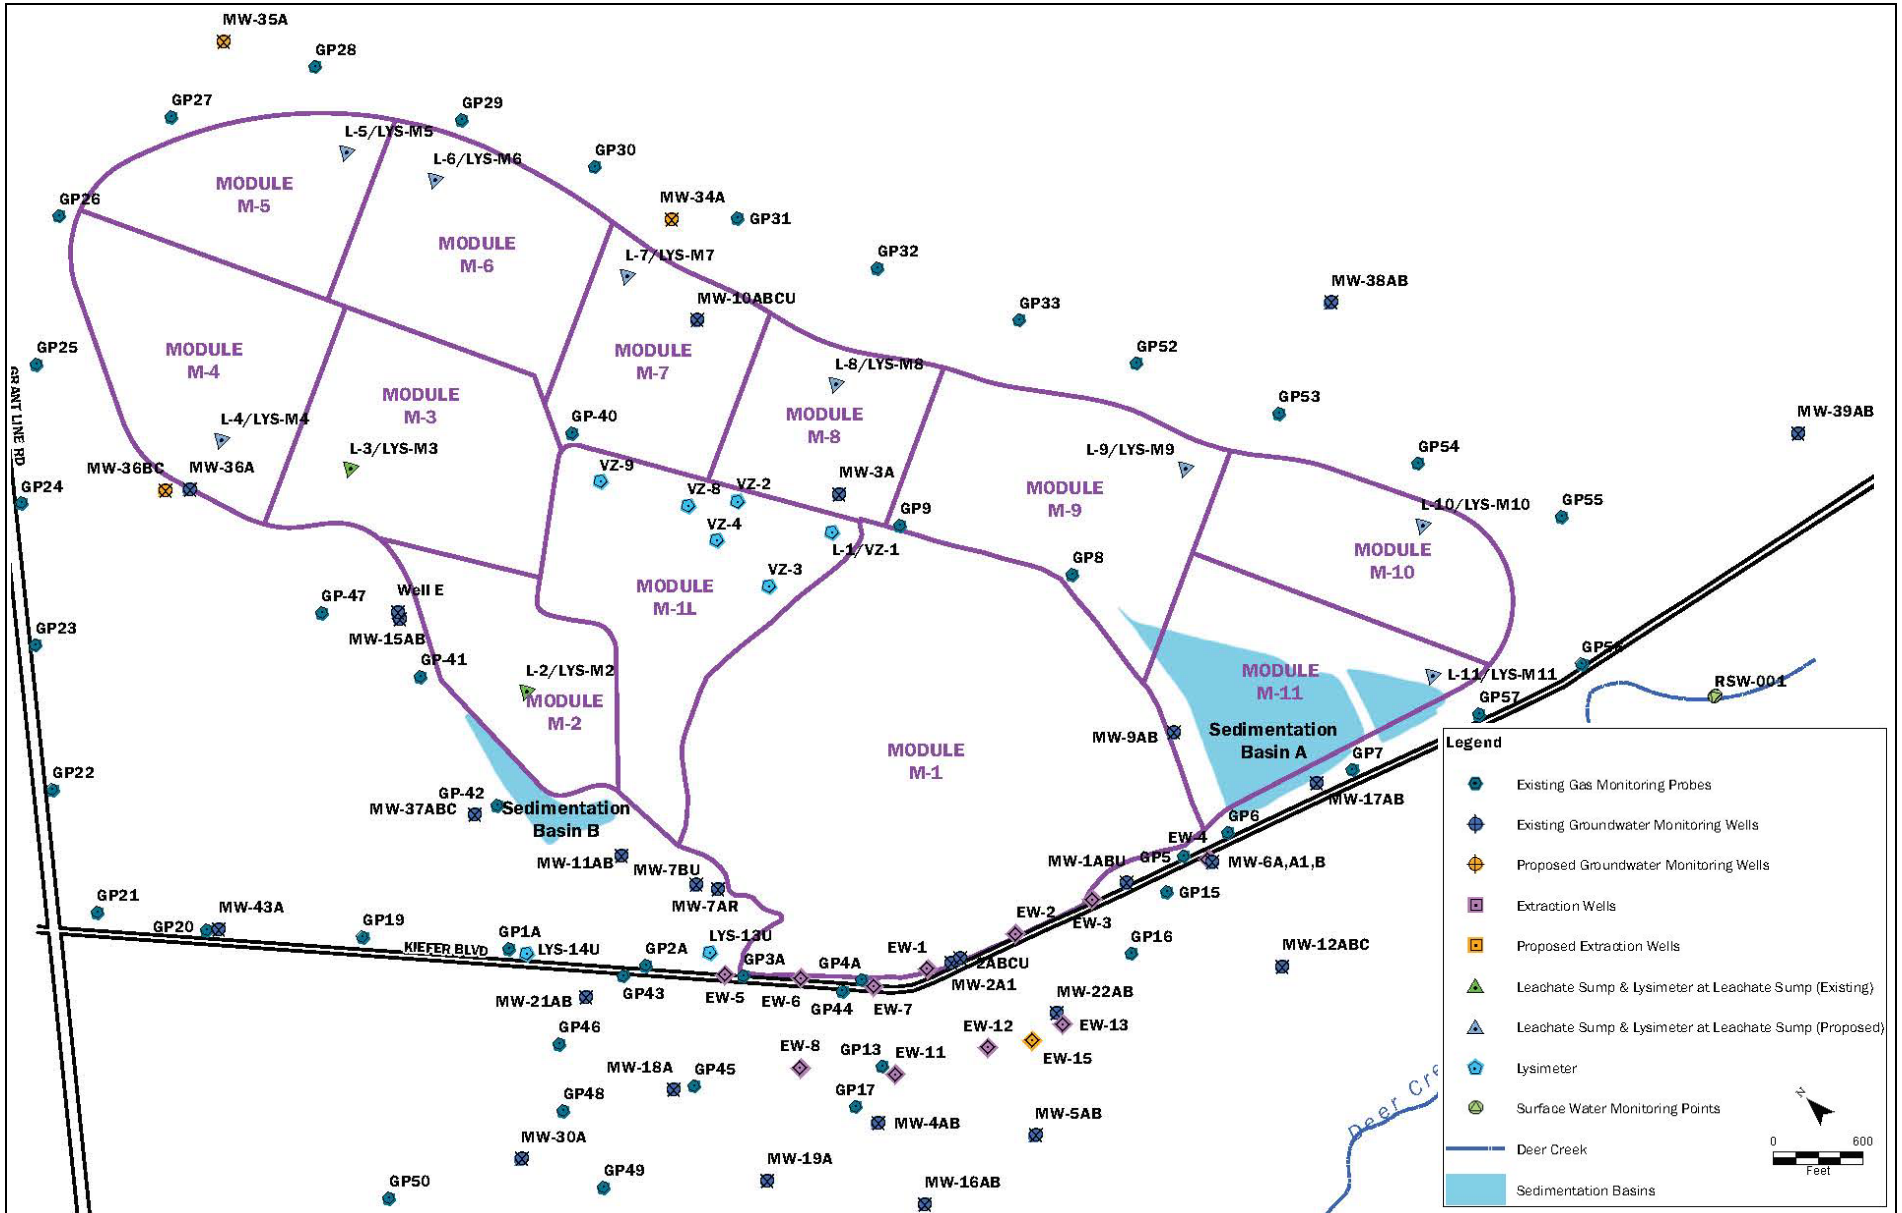 MW-35A
GP28
GP27
GP29
L-5/LYS-M5
L-6/LYS-M6
GP30
MODULE
M-5
GP26
MW-34A
GP31
MODULE
M-6
L-7/LYS-M7
GP32
MW-38AB
MW-10ABCU
GP33
GP25
MODULE
M-4
MODULE
M-7
GP52
L-8/LYS-M8
GRANT LINE RD
MODULE
M-3
GP53
MW-39AB
L-4/LYS-M4
GP-40
MODULE
M-8
L-3/LYS-M3
L-9/LYS-M9
GP54
MW-36BC
MW-36A
VZ-9
MW-3A
GP24
VZ-8
VZ-2
MODULE
M-9
GP9
L-10/LYS-M10
GP55
VZ-4
L-1/VZ-1
MODULE
M-10
GP8
VZ-3
GP-47
Well E
MODULE
M-1L
GP23
MW-15AB
GP-41
L-2/LYS-M2
GP56
MODULE
M-11
L-11/LYS-M11
RSW-001
MODULE
M-2
GP57
Sedimentation
Basin A
MW-9AB
MODULE
M-1
GP7
GP22
GP-42
MW-37ABC
Sedimentation
Basin B
MW-17AB
GP6
EW-4
MW-11AB
MW-7BU
MW-1ABU
GP5
MW-6A,A1,B
GP15
MW-7AR
GP21
GP20
MW-43A
GP19
EW-2
EW-3
GP1A
LYS-14U
KIEFER BLVD
GP2A
LYS-13U
GP3A
GP4A
EW-1
2ABCU
MW-2A1
GP16
MW-12ABC
GP43
EW-5
EW-6
GP44
EW-7
MW-21AB
MW-22AB
GP46
EW-12
EW-13
EW-8
GP13
EW-11
EW-15
MW-18A
GP45
GP48
GP17
MW-4AB
MW-5AB
MW-30A
MW-19A
GP49
GP50
MW-16AB
Deer Cre
Legend
Existing Gas Monitoring Probes
Existing Groundwater Monitoring Wells
Proposed Groundwater Monitoring Wells
Extraction Wells
Proposed Extraction Wells
Leachate Sump & Lysimeter at Leachate Sump (Existing)
Leachate Sump & Lysimeter at Leachate Sump (Proposed)
Lysimeter
Surface Water Monitoring Points
Deer Creek
Sedimentation Basins
N
0 600
Feet